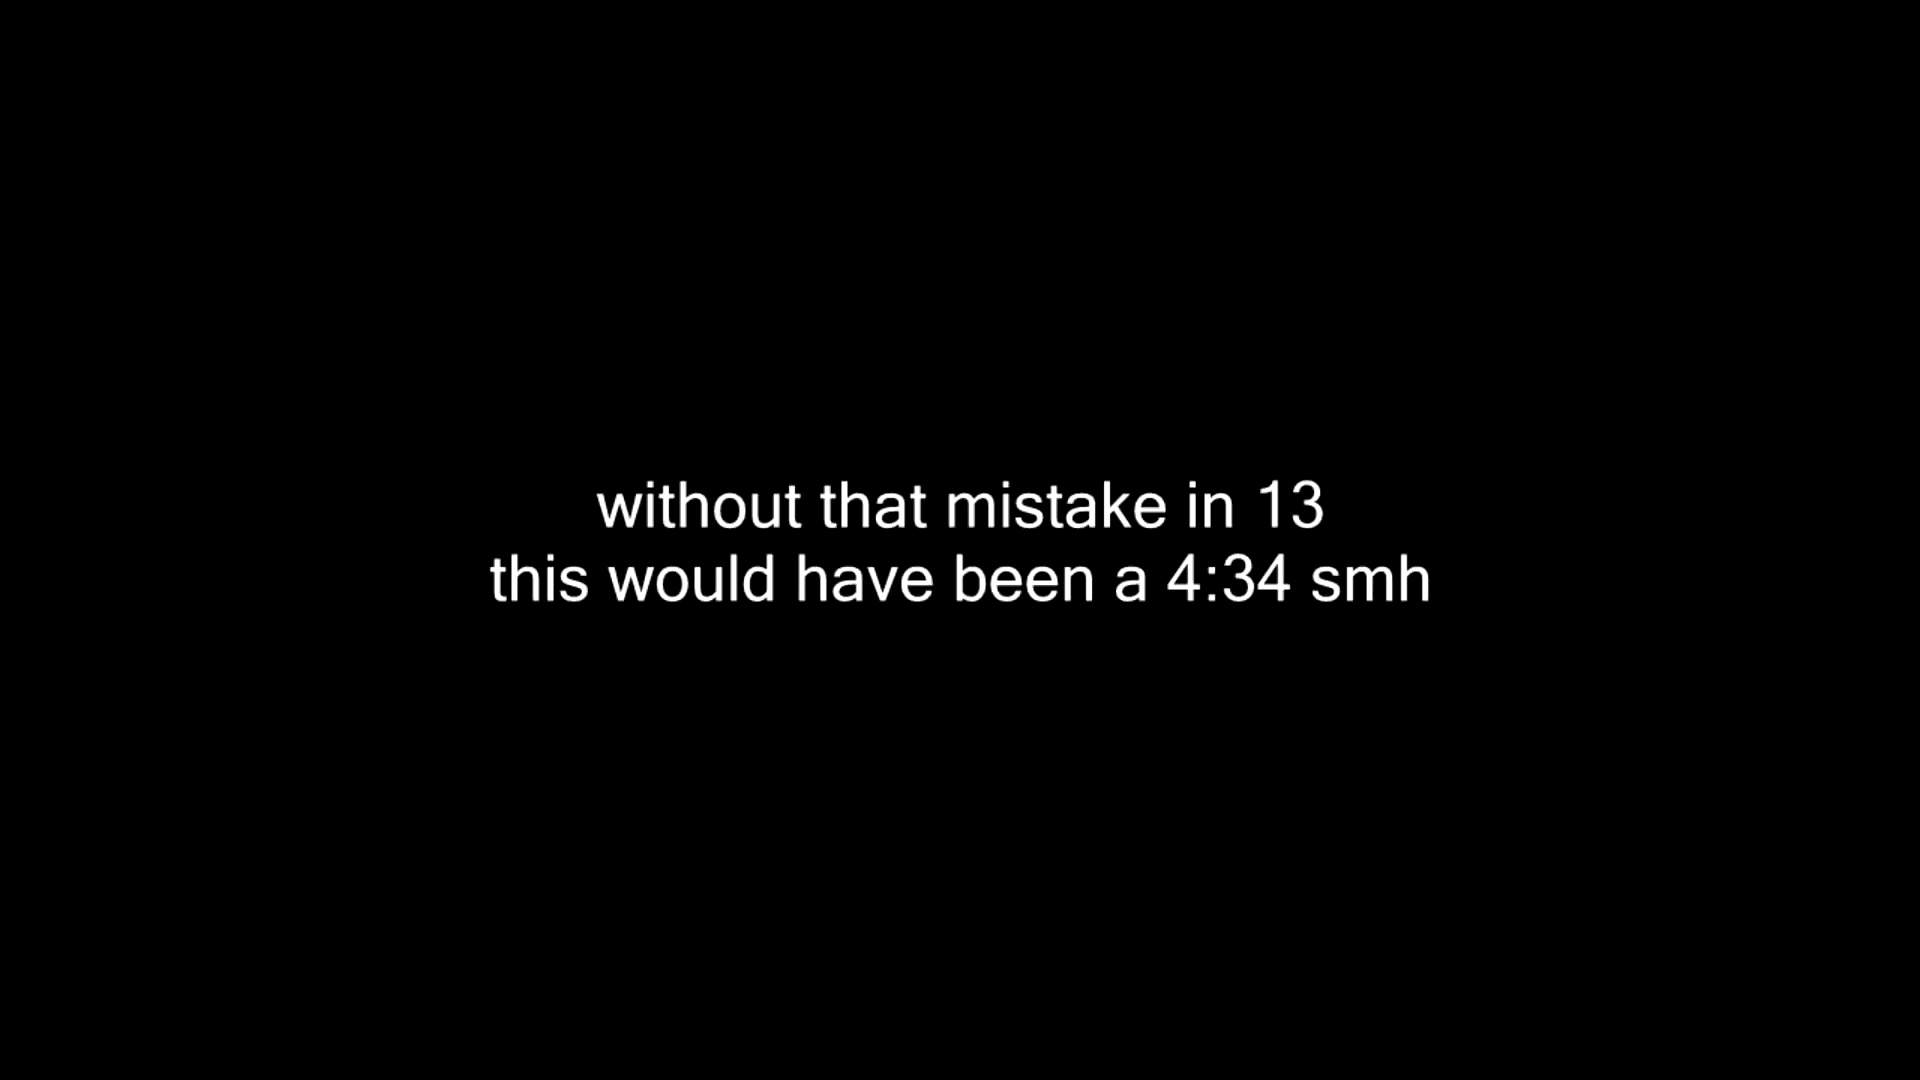 without that mistake in 13
this would have been a 4:34 smh